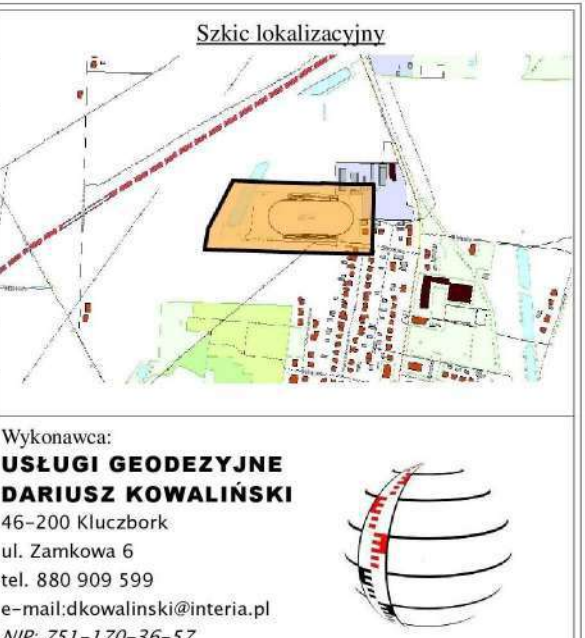 Szkic lokalizacyjny
Wykonawca:
USŁUGI GEODEZYJNE
DARIUSZ KOWALIŃSKI
46-200 Kluczbork
ul. Zamkowa 6
tel. 880 909 599
e-mail:dkowalinski@interia.pl
NIP: 751-170-36-57